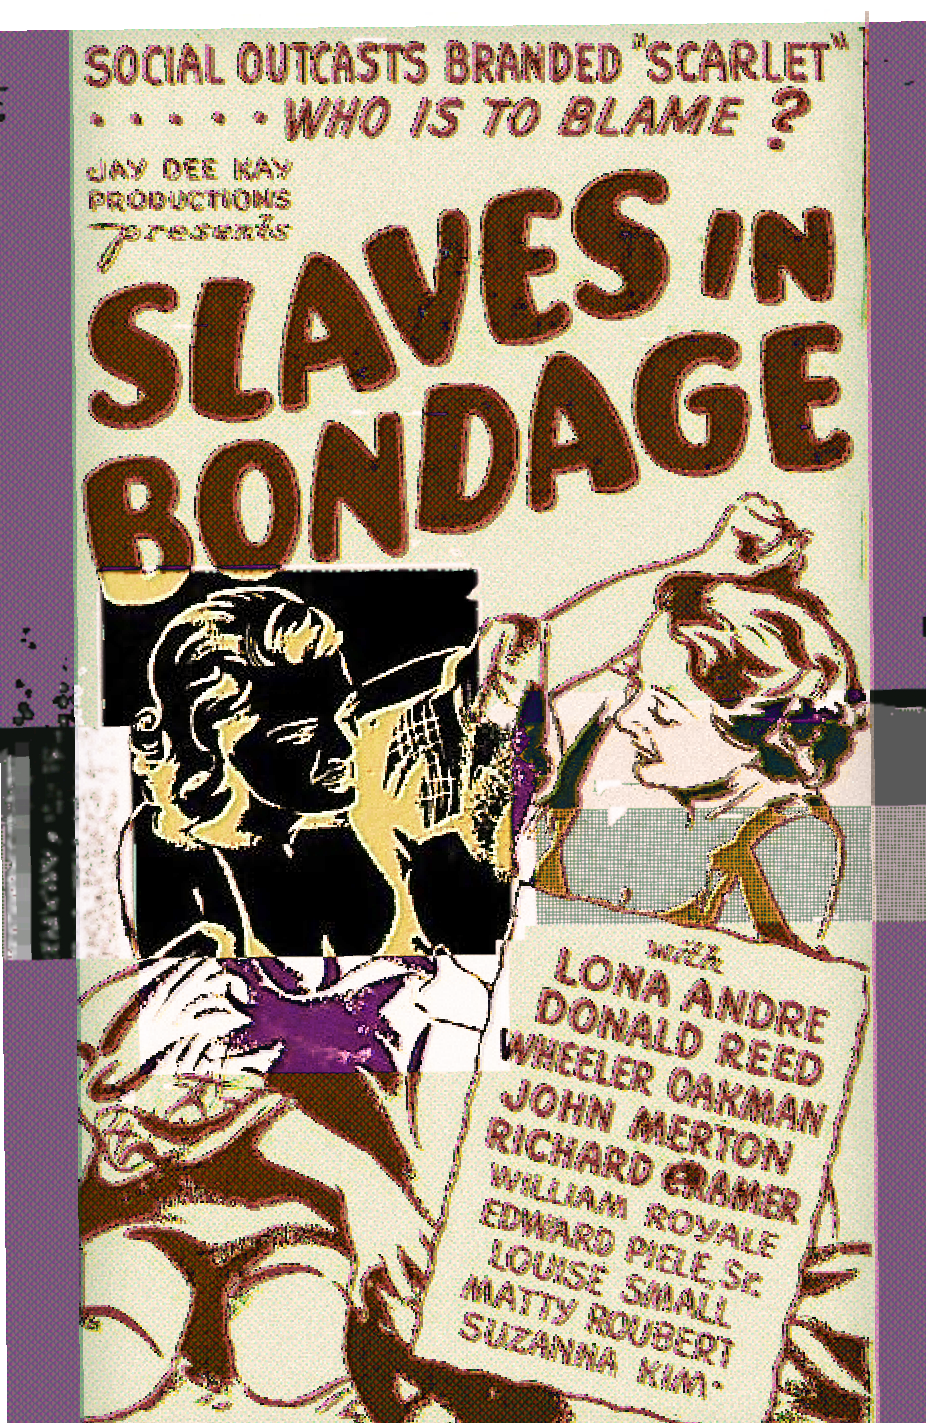 SOCIAL OUTCASTS BRANDED "SCARLET"
. . . . . WHO IS TO BLAME ?
JAY DEE KAY
PRODUCTIONS
presents
SLAVES IN
BONDAGE
with
LONA ANDRE
DONALD REED
WHEELER OAKMAN
JOHN MERTON
RICHARD CRAMER
WILLIAM ROYALE
EDWARD PIELE, Sr.
LOUISE SMALL
MATTY ROUBERT
SUZANNA KIM.